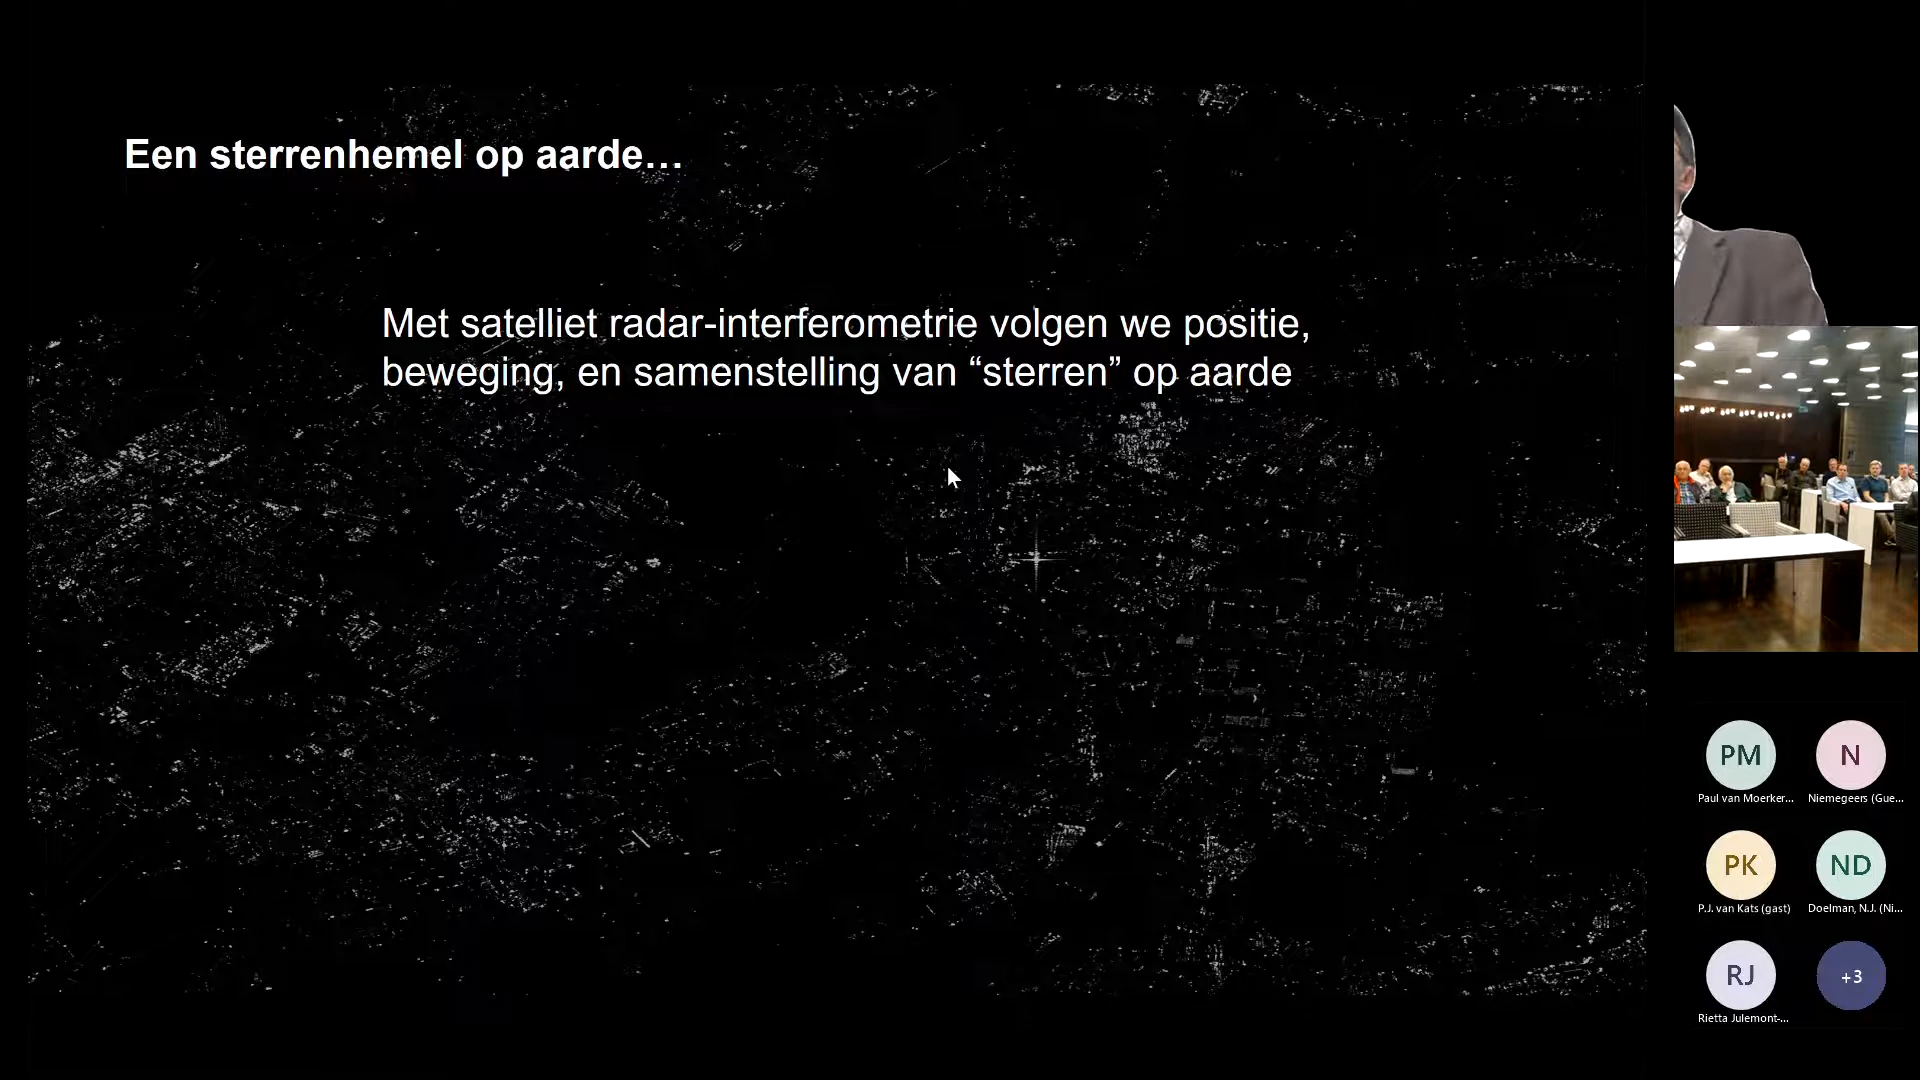 Een sterrenhemel op aarde…
Met satelliet radar-interferometrie volgen we positie,
beweging, en samenstelling van “sterren” op aarde
PM
N
Paul van Moerker...
Niemegeers (Gue...
PK
ND
P.J. van Kats (gast)
Doelman, N.J. (Ni...
RJ
+3
Rietta Julemont-...